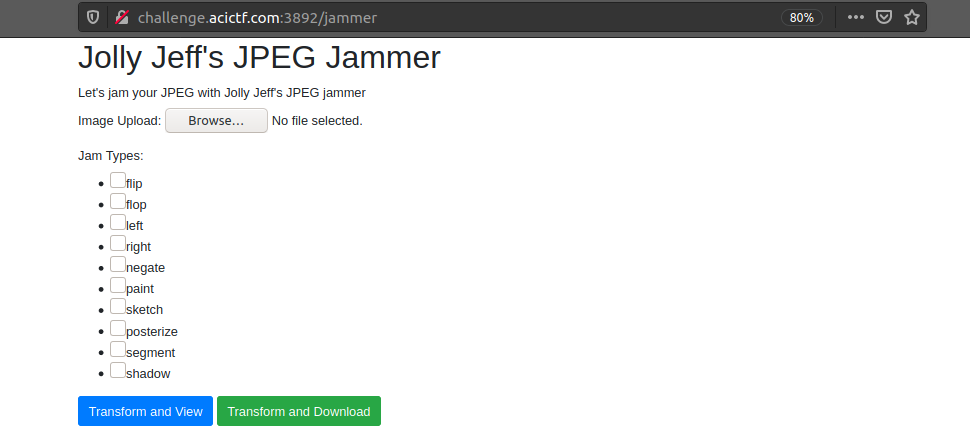 challenge.acictf.com:3892/jammer 80%
Jolly Jeff's JPEG Jammer
Let's jam your JPEG with Jolly Jeff's JPEG jammer
Image Upload: Browse... No file selected.
Jam Types:
flip
flop
left
right
negate
paint
sketch
posterize
segment
shadow
Transform and View Transform and Download